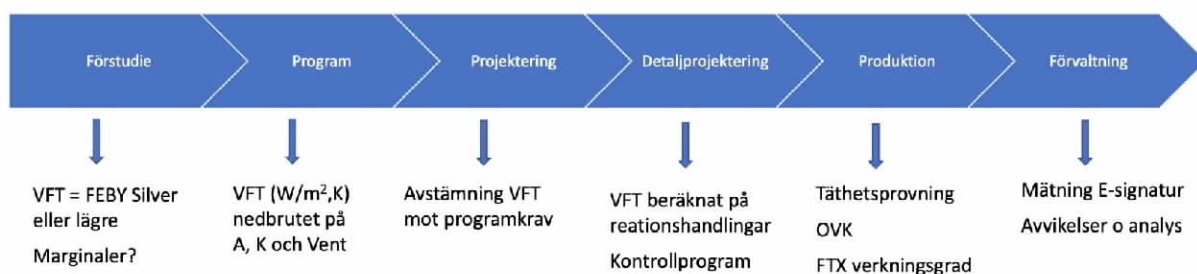 Förstudie
Program
Projektering
Detaljprojektering
Produktion
Förvaltning
VFT = FEBY Silver
eller lägre
Marginaler?
VFT (W/m²,K)
nedbrutet på
A, K och Vent
Avstämning VFT
mot programkrav
VFT beräknat på
reationshandlingar
Kontrollprogram
Täthetsprovning
OVK
FTX verkningsgrad
Mätning E-signatur
Avvikelser o analys